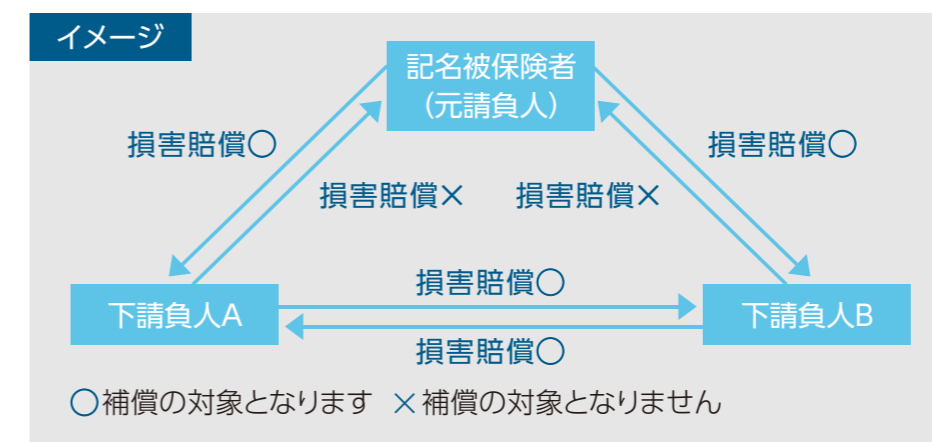 イメージ
記名被保険者
（元請負人）
損害賠償〇
損害賠償〇
損害賠償×
損害賠償×
損害賠償〇
下請負人A
下請負人B
損害賠償〇
〇補償の対象となります ×補償の対象となりません